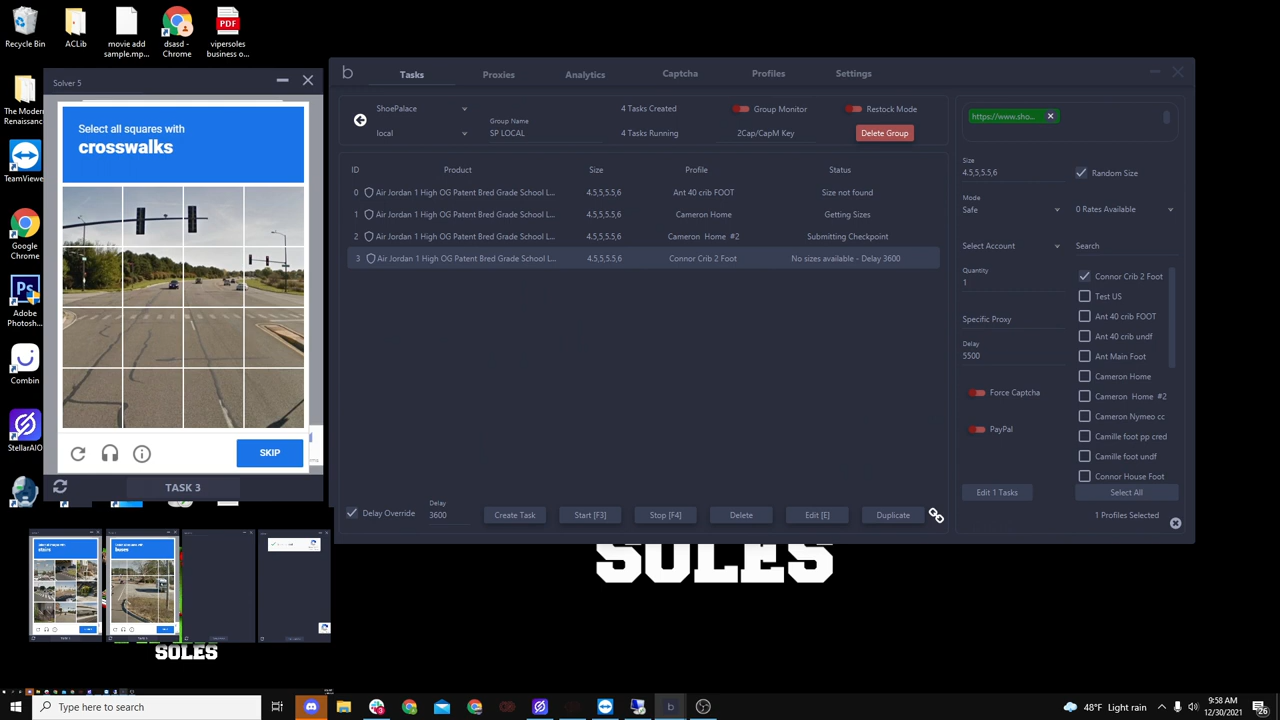 Recycle Bin
ACLib
movie add sample.mp...
dsasd - Chrome
PDF
vipersoles business o...
The Modern Renaissanc...
TeamViewer
Google Chrome
Ps
Adobe Photosh...
Combin
StellarAIO
Solver 5
Select all squares with
crosswalks
SKIP
TASK 3
b
Tasks
Proxies
Analytics
Captcha
Profiles
Settings
ShoePalace
4 Tasks Created
Group Monitor
Restock Mode
local
Group Name
SP LOCAL
4 Tasks Running
2Cap/CapM Key
Delete Group
ID Product Size Profile Status
0 Air Jordan 1 High OG Patent Bred Grade School L... 4.5,5,5.5,6 Ant 40 crib FOOT Size not found
1 Air Jordan 1 High OG Patent Bred Grade School L... 4.5,5,5.5,6 Cameron Home Getting Sizes
2 Air Jordan 1 High OG Patent Bred Grade School L... 4.5,5,5.5,6 Cameron Home #2 Submitting Checkpoint
3 Air Jordan 1 High OG Patent Bred Grade School L... 4.5,5,5.5,6 Connor Crib 2 Foot No sizes available - Delay 3600
Delay Override
Delay
3600
Create Task
Start [F3]
Stop [F4]
Delete
Edit [E]
Duplicate
https://www.sho...
Size
4.5,5,5.5,6
Random Size
Mode
Safe
0 Rates Available
Select Account
Search
Quantity
1
Specific Proxy
Delay
5500
Force Captcha
PayPal
Connor Crib 2 Foot
Test US
Ant 40 crib FOOT
Ant 40 crib undf
Ant Main Foot
Cameron Home
Cameron Home #2
Cameron Nymeo cc
Camille foot pp cred
Camille foot undf
Connor House Foot
Edit 1 Tasks
Select All
1 Profiles Selected
stairs
buses
SOLES
SOLES
Type here to search
3
b
48°F Light rain
9:58 AM
12/30/2021
26